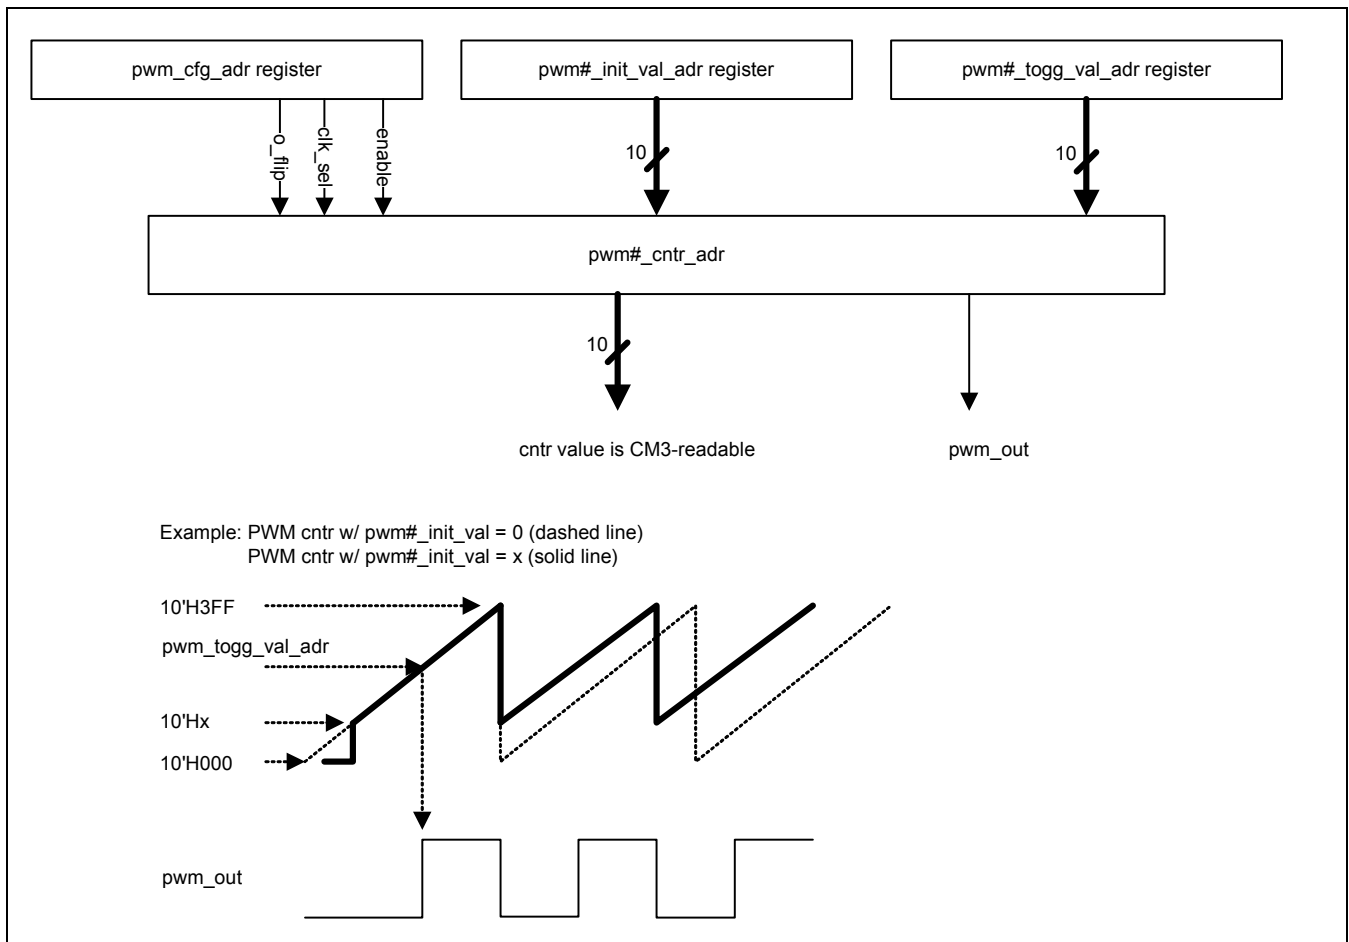 pwm_cfg_adr register
pwm#_init_val_adr register
pwm#_togg_val_adr register
o_flip
clk_sel
enable
10
10
pwm#_cntr_adr
10
cntr value is CM3-readable
pwm_out
Example: PWM cntr w/ pwm#_init_val = 0 (dashed line)
PWM cntr w/ pwm#_init_val = x (solid line)
10'H3FF
pwm_togg_val_adr
10'Hx
10'H000
pwm_out